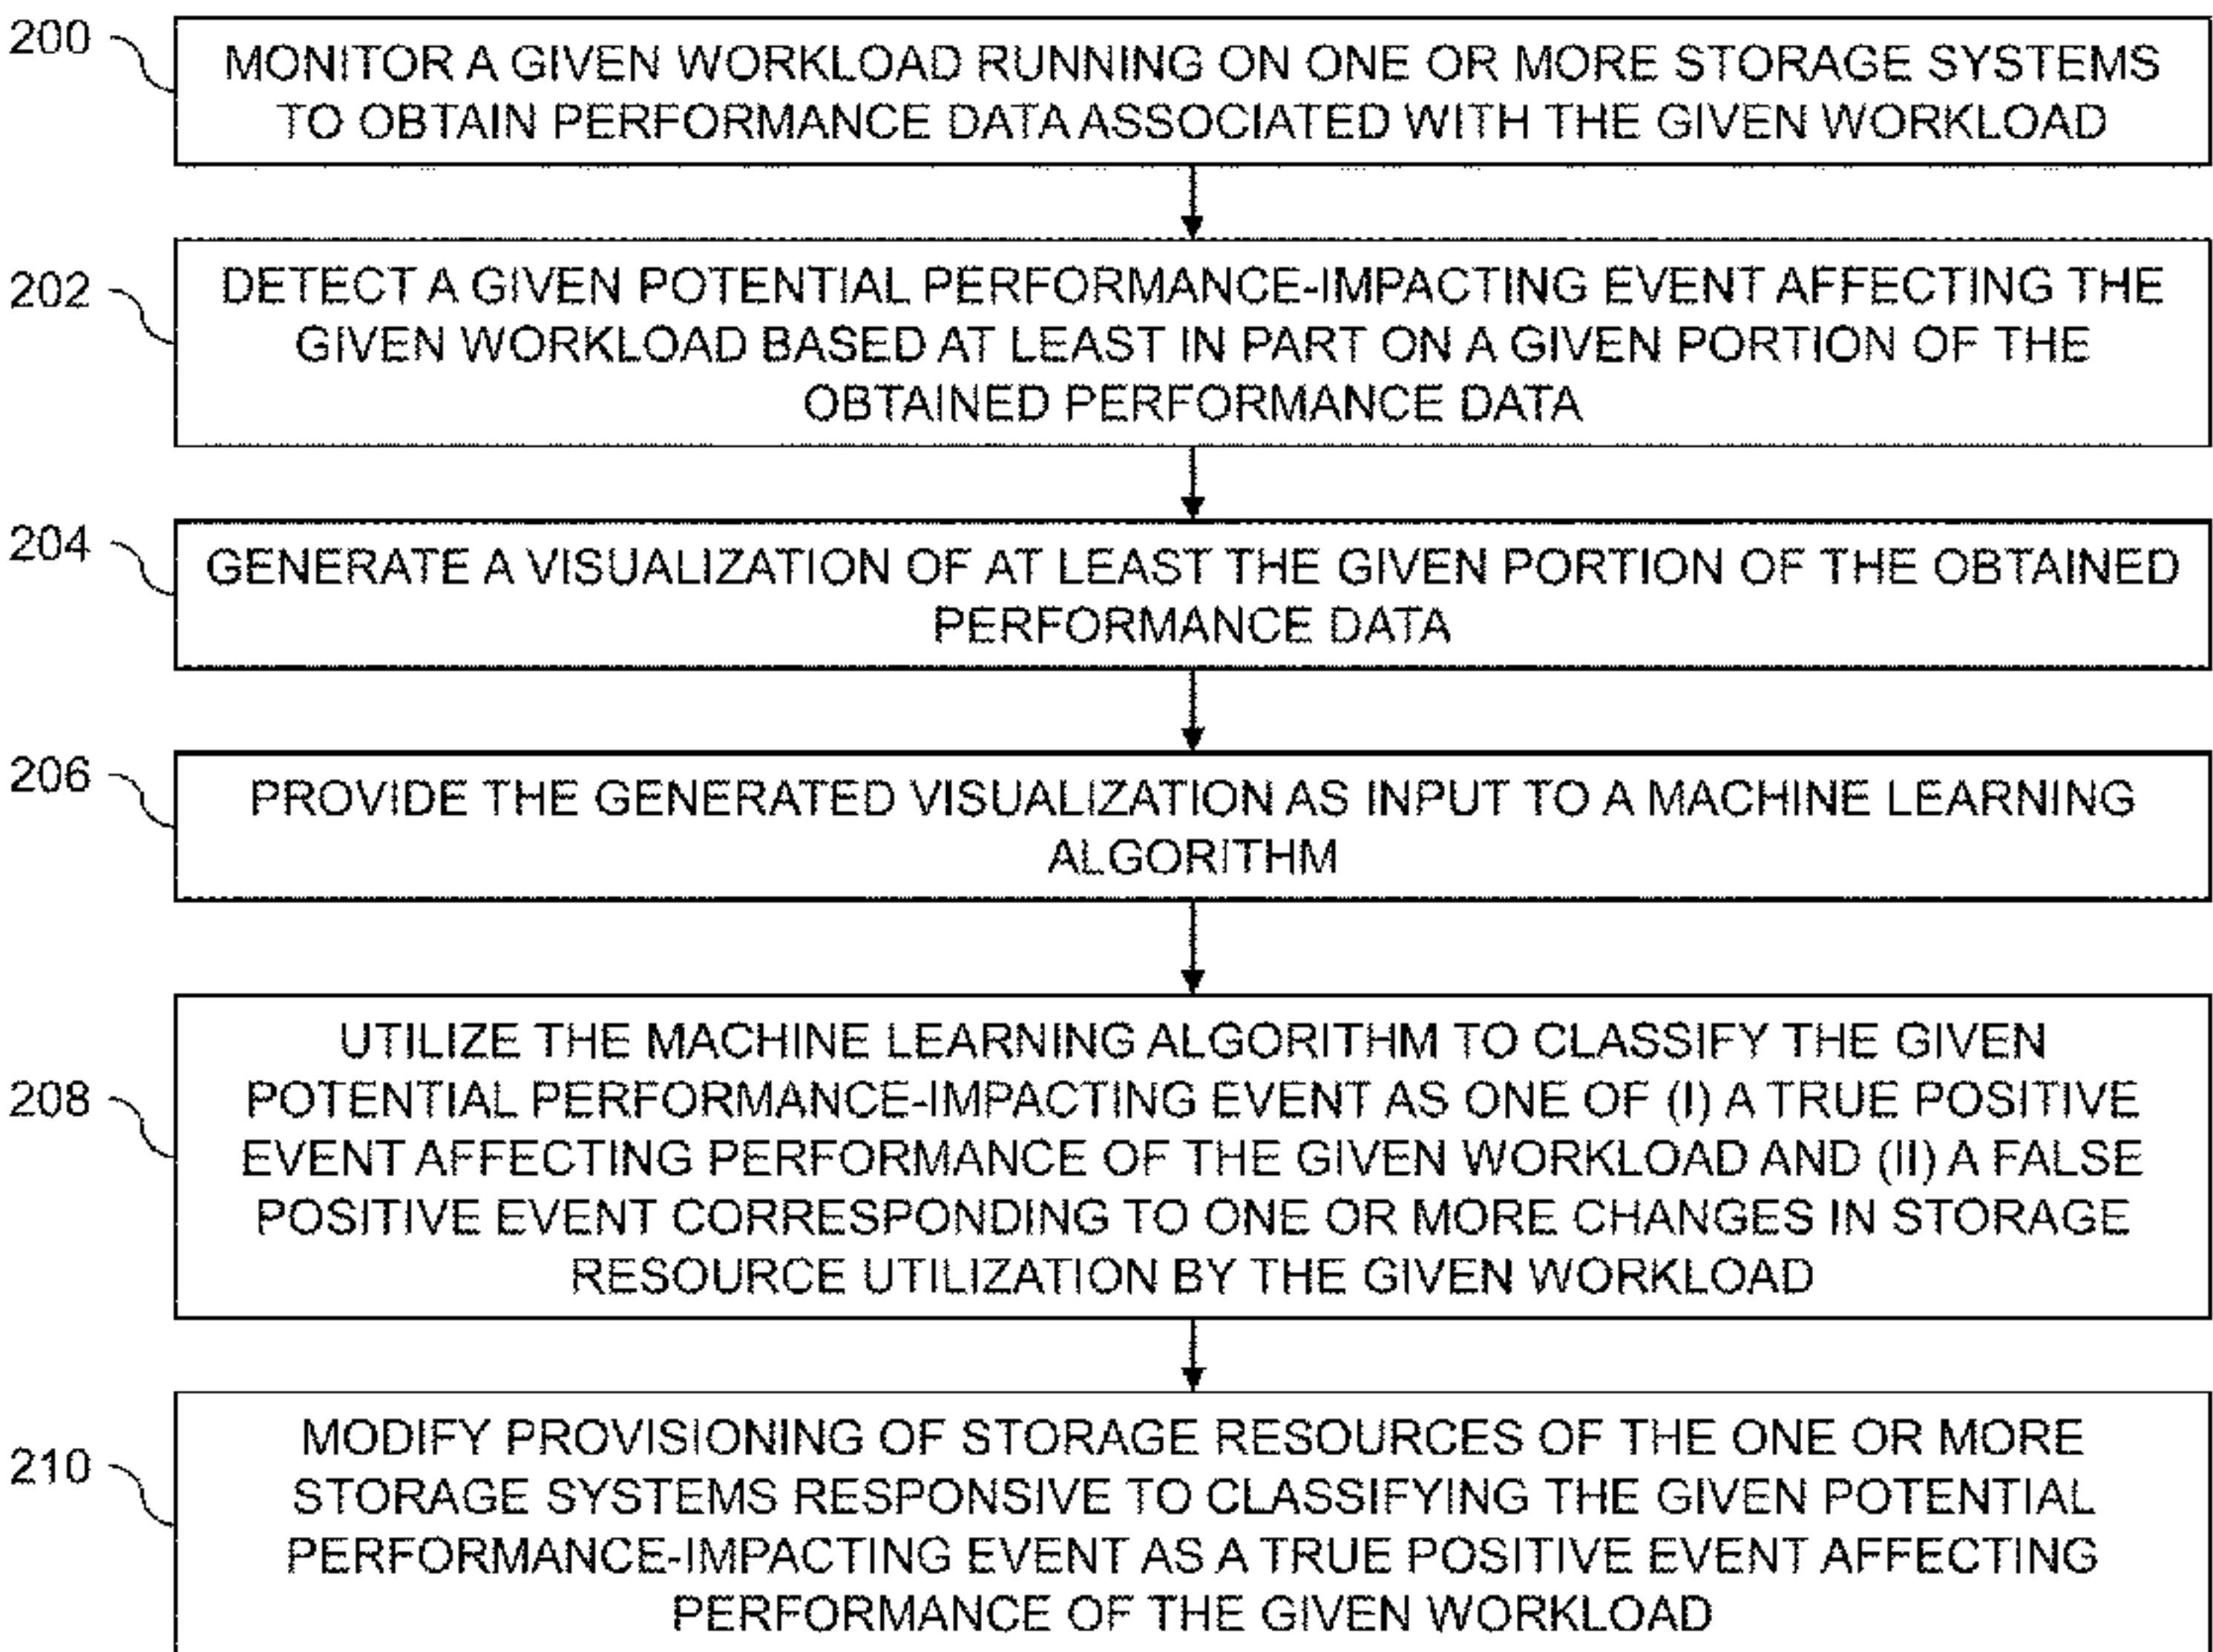 200
MONITOR A GIVEN WORKLOAD RUNNING ON ONE OR MORE STORAGE SYSTEMS
TO OBTAIN PERFORMANCE DATA ASSOCIATED WITH THE GIVEN WORKLOAD
202
DETECT A GIVEN POTENTIAL PERFORMANCE-IMPACTING EVENT AFFECTING THE
GIVEN WORKLOAD BASED AT LEAST IN PART ON A GIVEN PORTION OF THE
OBTAINED PERFORMANCE DATA
204
GENERATE A VISUALIZATION OF AT LEAST THE GIVEN PORTION OF THE OBTAINED
PERFORMANCE DATA
206
PROVIDE THE GENERATED VISUALIZATION AS INPUT TO A MACHINE LEARNING
ALGORITHM
208
UTILIZE THE MACHINE LEARNING ALGORITHM TO CLASSIFY THE GIVEN
POTENTIAL PERFORMANCE-IMPACTING EVENT AS ONE OF (I) A TRUE POSITIVE
EVENT AFFECTING PERFORMANCE OF THE GIVEN WORKLOAD AND (II) A FALSE
POSITIVE EVENT CORRESPONDING TO ONE OR MORE CHANGES IN STORAGE
RESOURCE UTILIZATION BY THE GIVEN WORKLOAD
210
MODIFY PROVISIONING OF STORAGE RESOURCES OF THE ONE OR MORE
STORAGE SYSTEMS RESPONSIVE TO CLASSIFYING THE GIVEN POTENTIAL
PERFORMANCE-IMPACTING EVENT AS A TRUE POSITIVE EVENT AFFECTING
PERFORMANCE OF THE GIVEN WORKLOAD